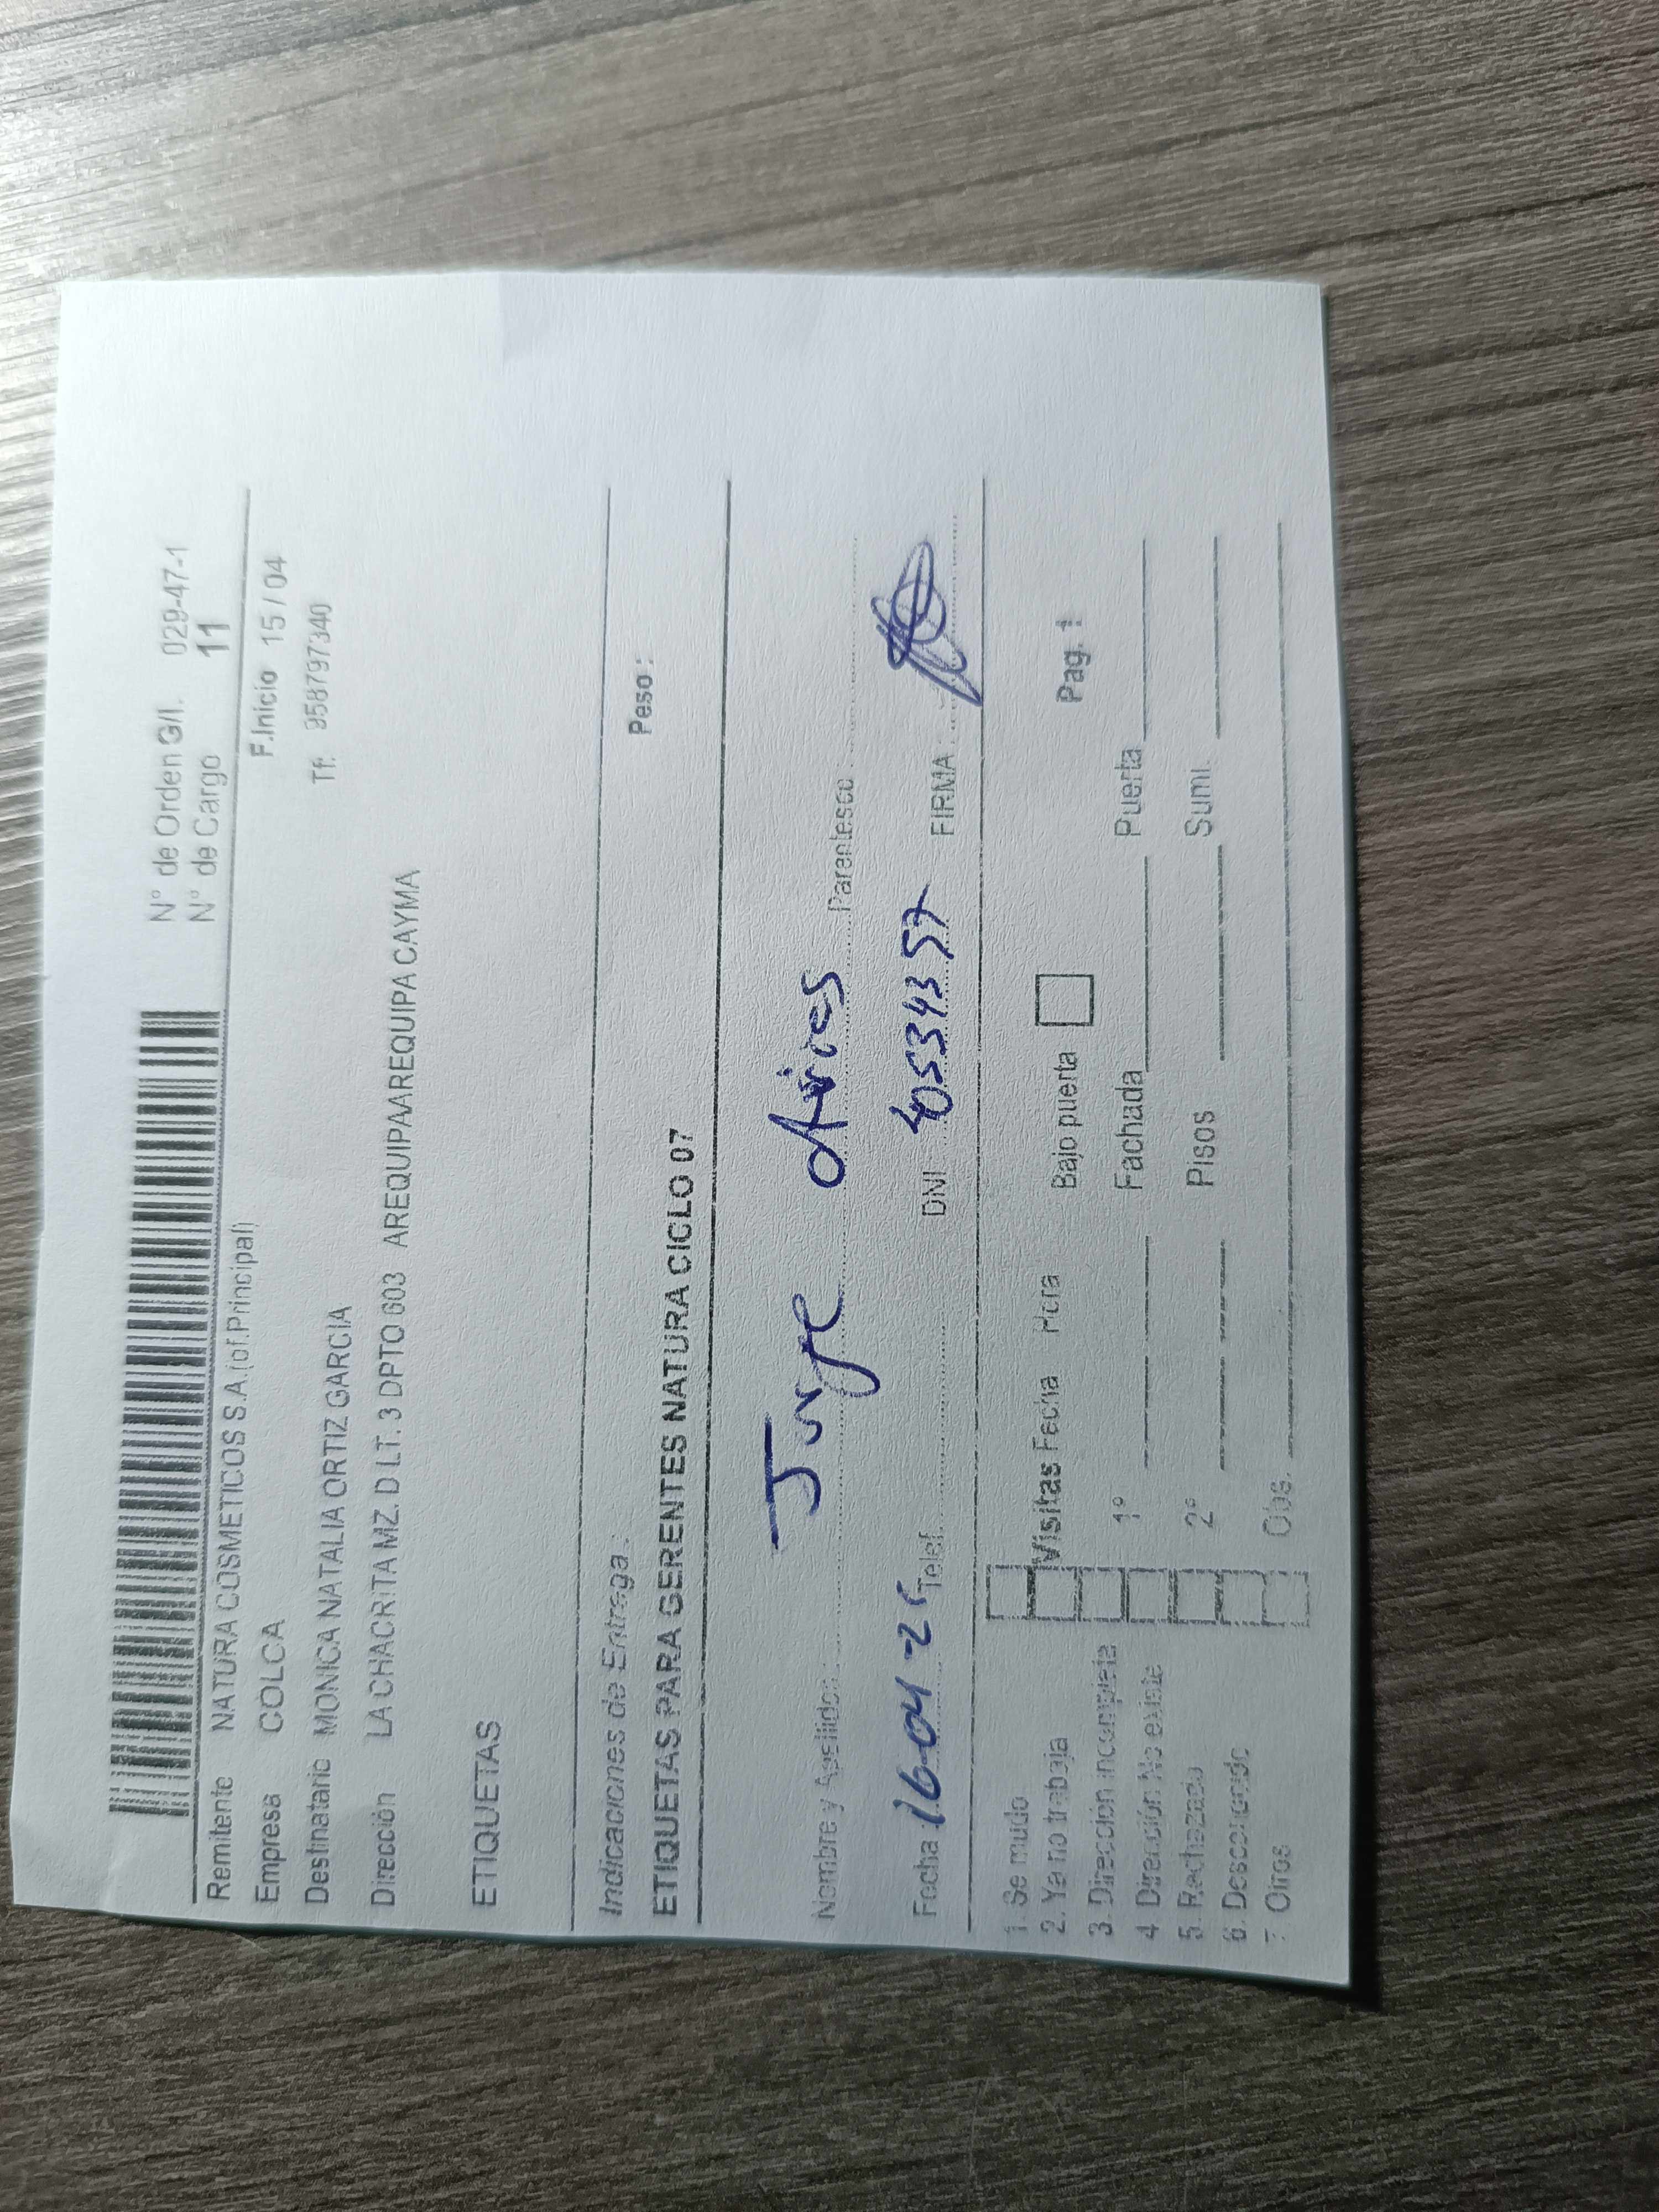 N° de Orden G/I. 029-47-1
N° de Cargo 11
Remitente NATURA COSMETICOS S.A.(of.Principal)
F.Inicio 15 / 04
Empresa COLCA
Tf. 958797340
Destinatario MONICA NATALIA ORTIZ GARCIA
Dirección LA CHACRITA MZ. D LT. 3 DPTO 603 AREQUIPAAREQUIPA CAYMA
ETIQUETAS
Indicaciones de Entrega :
Peso :
ETIQUETAS PARA GERENTES NATURA CICLO 07
Nombre y Apellido: Jorge Parentesco :
Fecha : 16-04-2 Telef. DNI 40534357 FIRMA :
1. Se mudo
2. Ya no trabaja Visitas Fecha Hora Bajo puerta Pag. 1
3. Dirección incompleta 1° Fachada Puerta
4 Dirección No existe
5. Rechazado 2° Pisos Sumi.
6. Desconocido
7. Otros Obs.